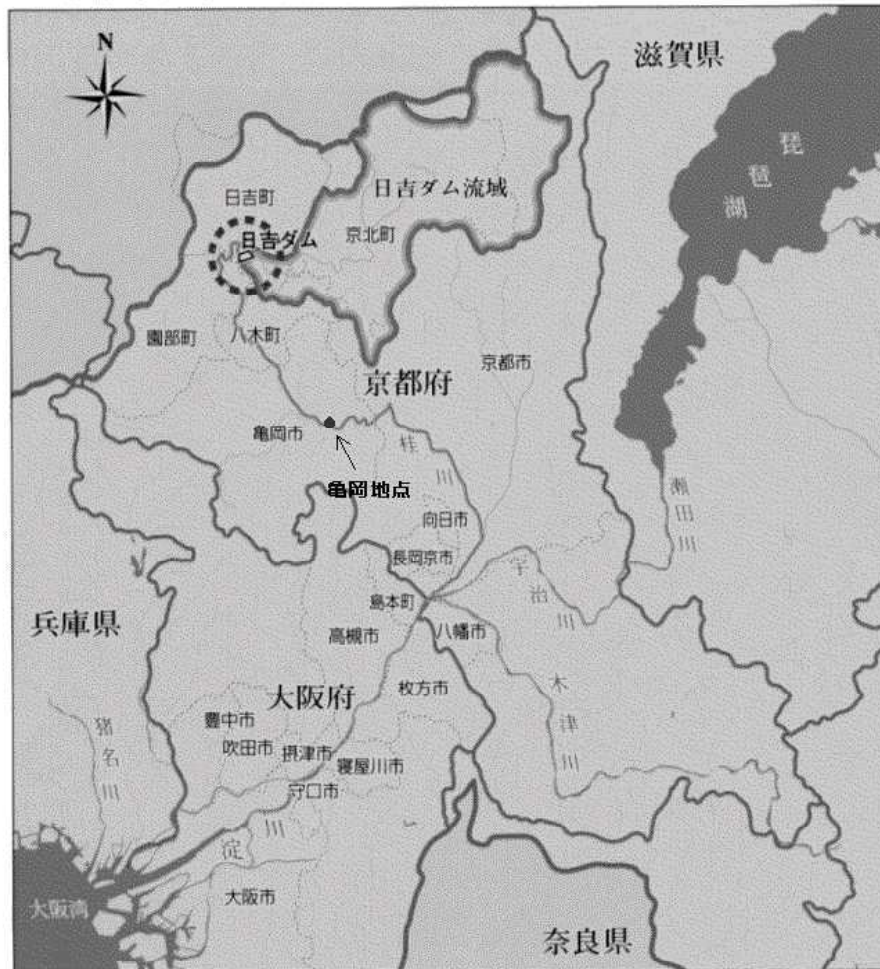 N
滋賀県
琵琶湖
日吉ダム流域
日吉町
日吉ダム
京北町
園部町
八木町
京都市
京都府
亀岡市
桂川
亀岡地点
瀬田川
向日市
長岡京市
宇治川
島本町
兵庫県
高槻市
八幡市
木津川
枚方市
大阪府
猪名川
豊中市
吹田市
摂津市
寝屋川市
守口市
淀川
大阪市
大阪湾
奈良県